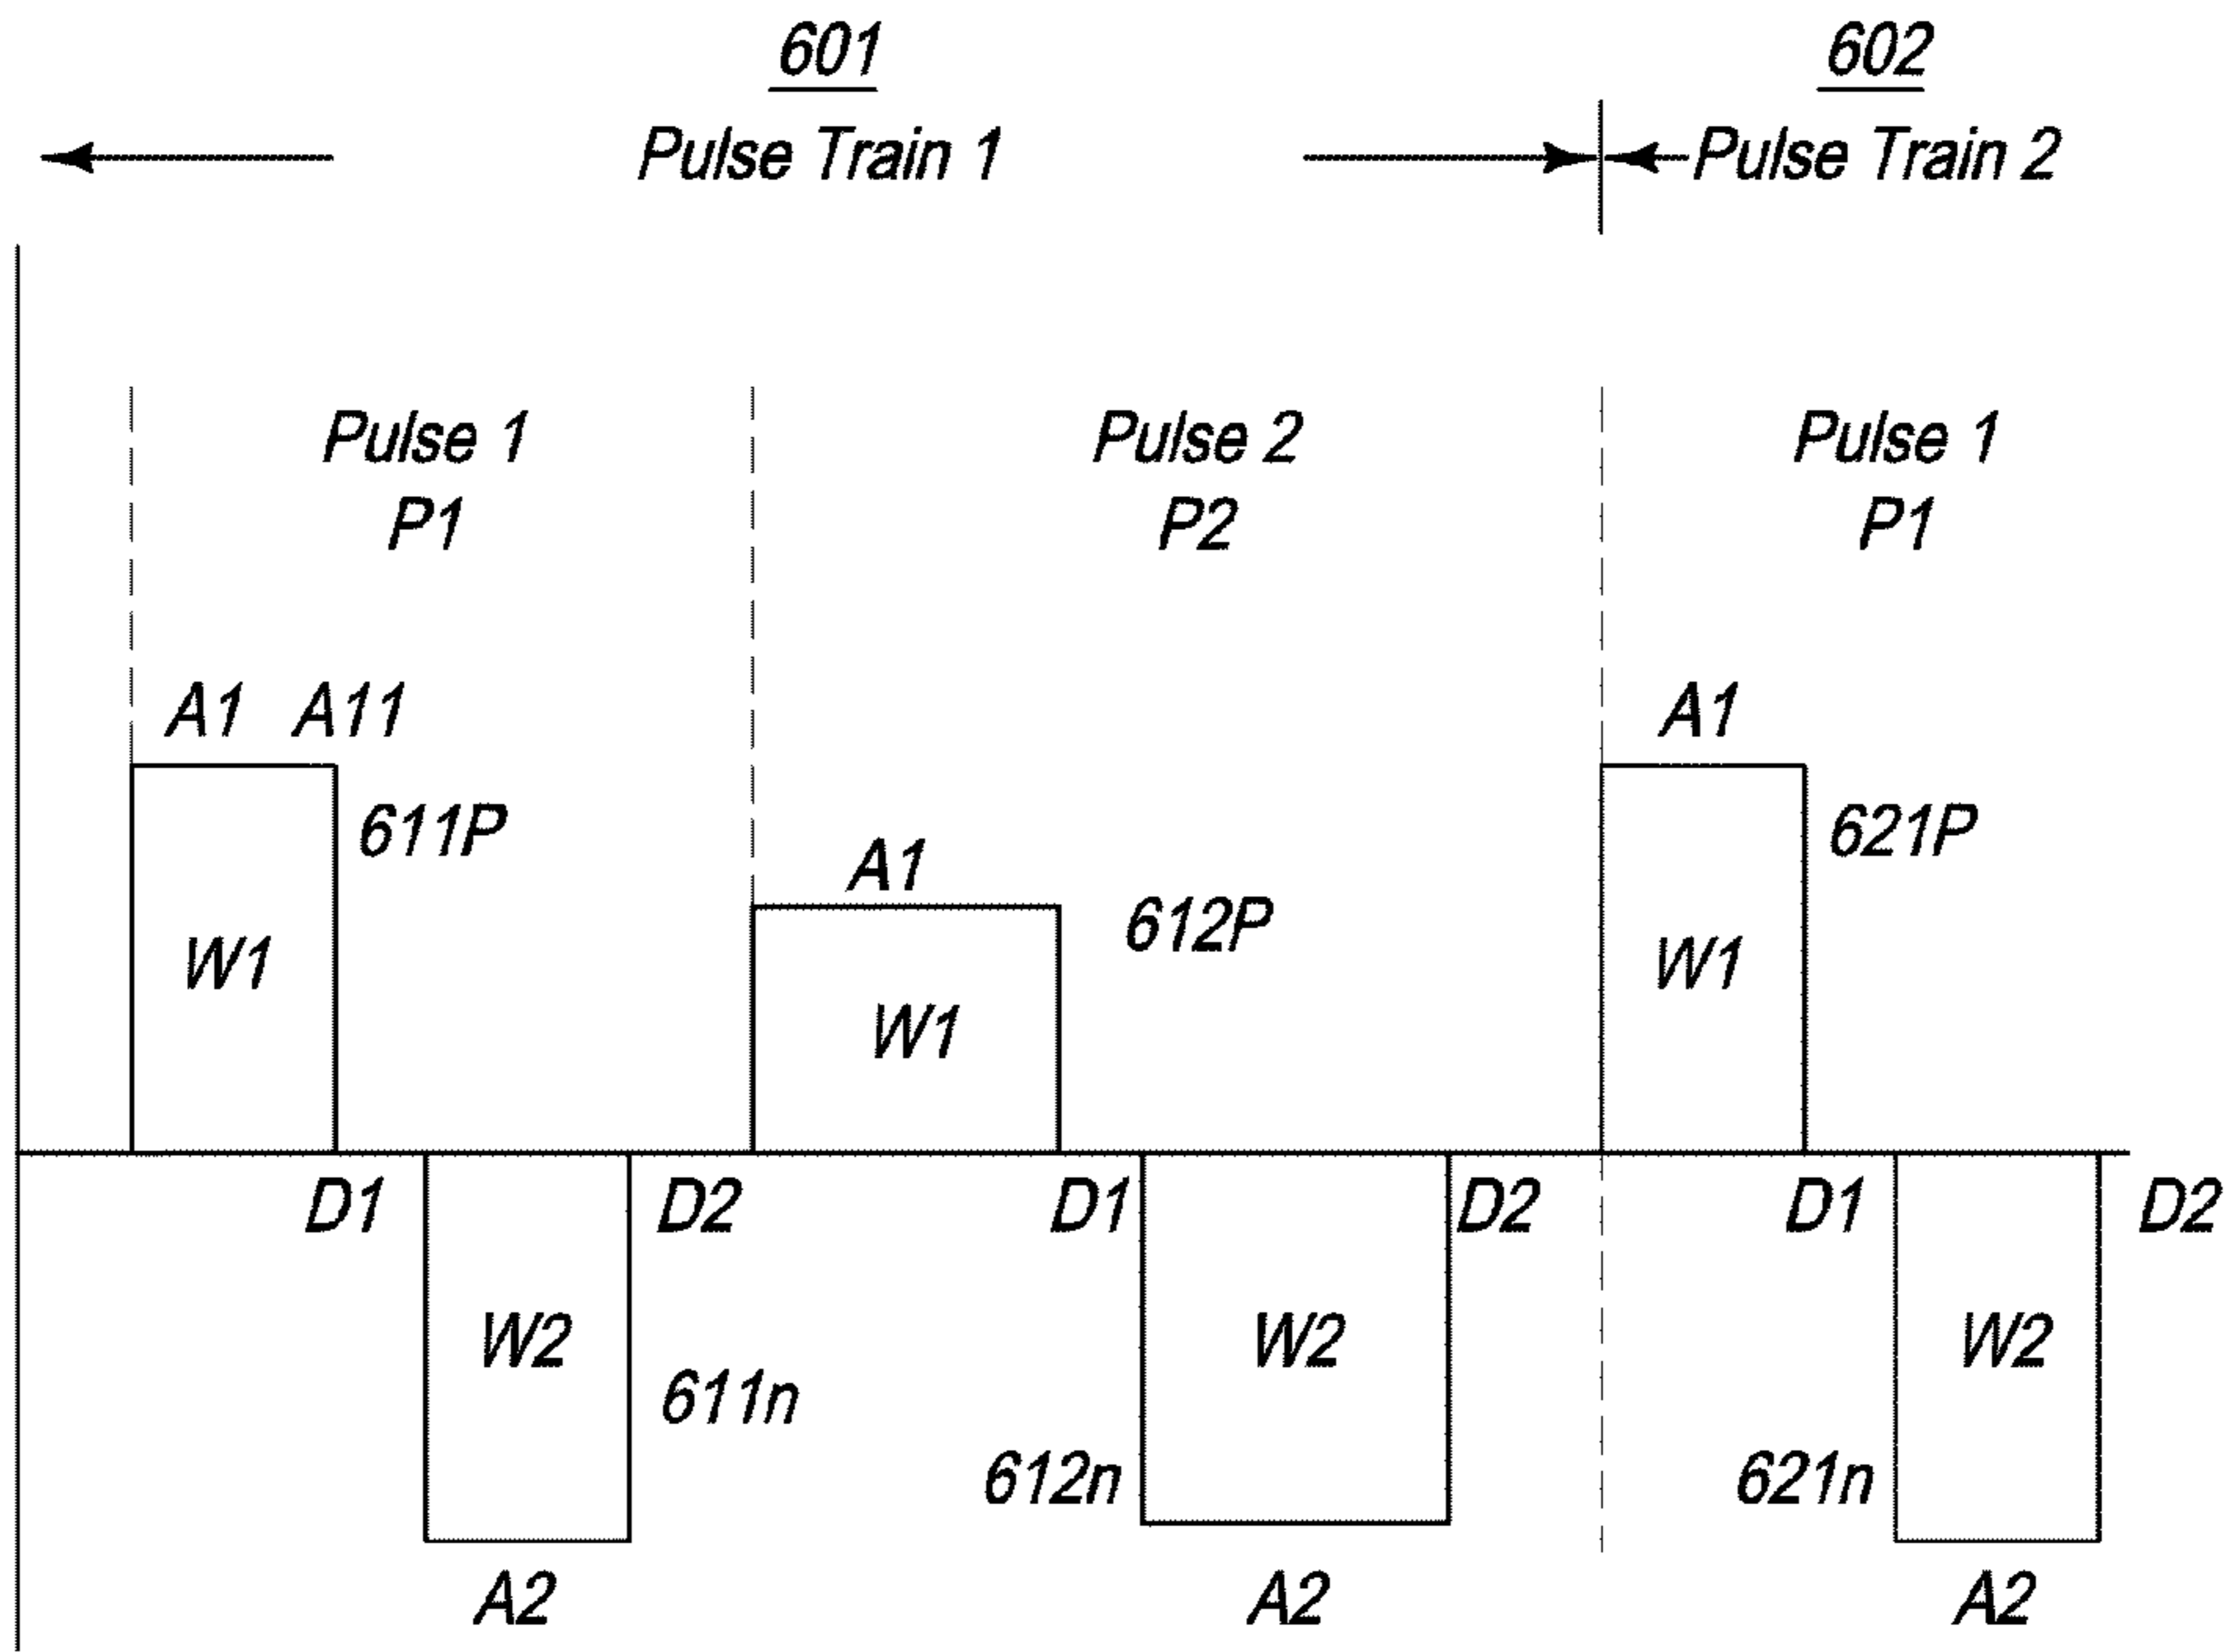 601 602
Pulse Train 1 Pulse Train 2
Pulse 1 Pulse 2 Pulse 1
P1 P2 P1
A1 A11 A1
611P 621P
A1
612P
W1 W1
W1
D1 D2 D1 D2 D1 D2
W2 W2 W2
611n
612n 621n
A2 A2 A2